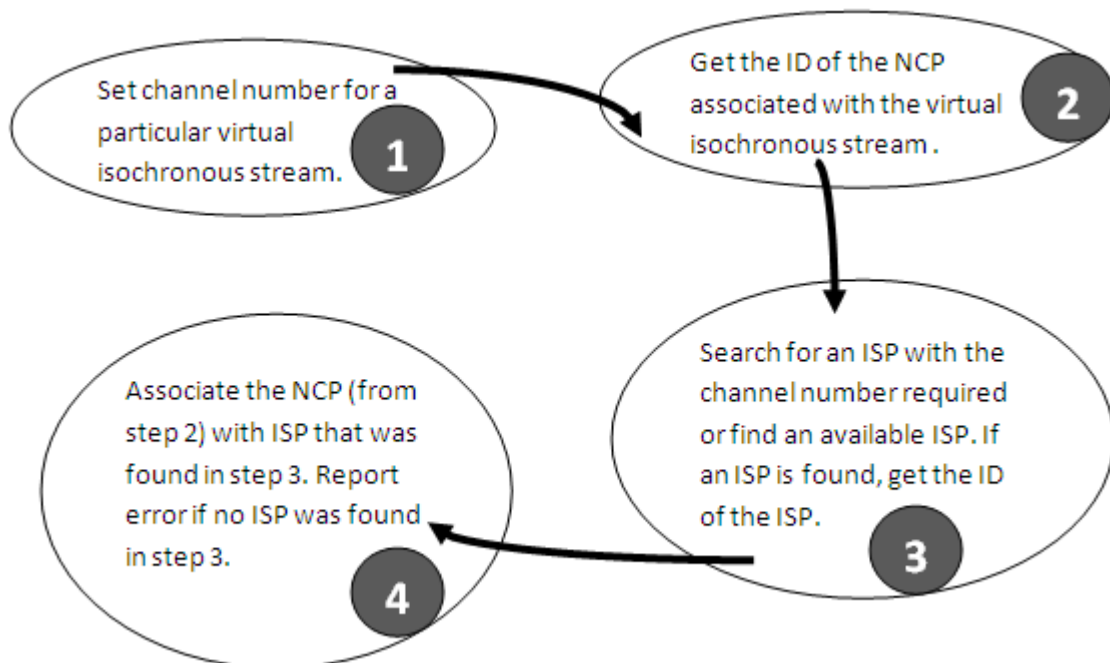 Set channel number for a
particular virtual
isochronous stream.
1
Get the ID of the NCP
associated with the virtual
isochronous stream .
2
Search for an ISP with the
channel number required
or find an available ISP. If
an ISP is found, get the ID
of the ISP.
3
Associate the NCP (from
step 2) with ISP that was
found in step 3. Report
error if no ISP was found
in step 3.
4